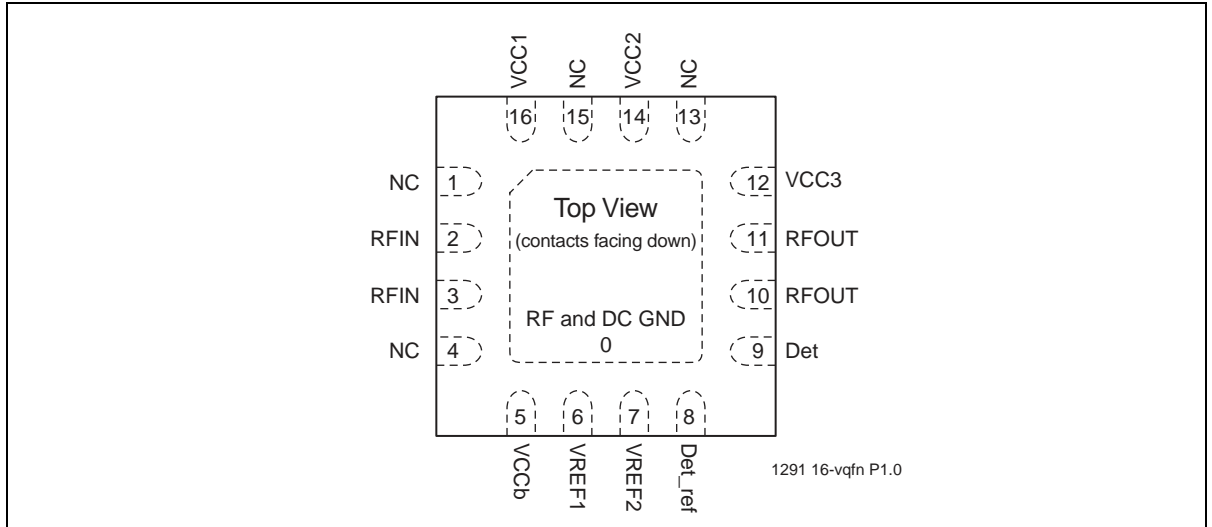 VCC1 NC VCC2 NC
16 15 14 13
NC 1
RFIN 2
RFIN 3
NC 4
Top View
(contacts facing down)
RF and DC GND
0
12 VCC3
11 RFOUT
10 RFOUT
9 Det
5 6 7 8
VCCb VREF1 VREF2 Det_ref
1291 16-vqfn P1.0